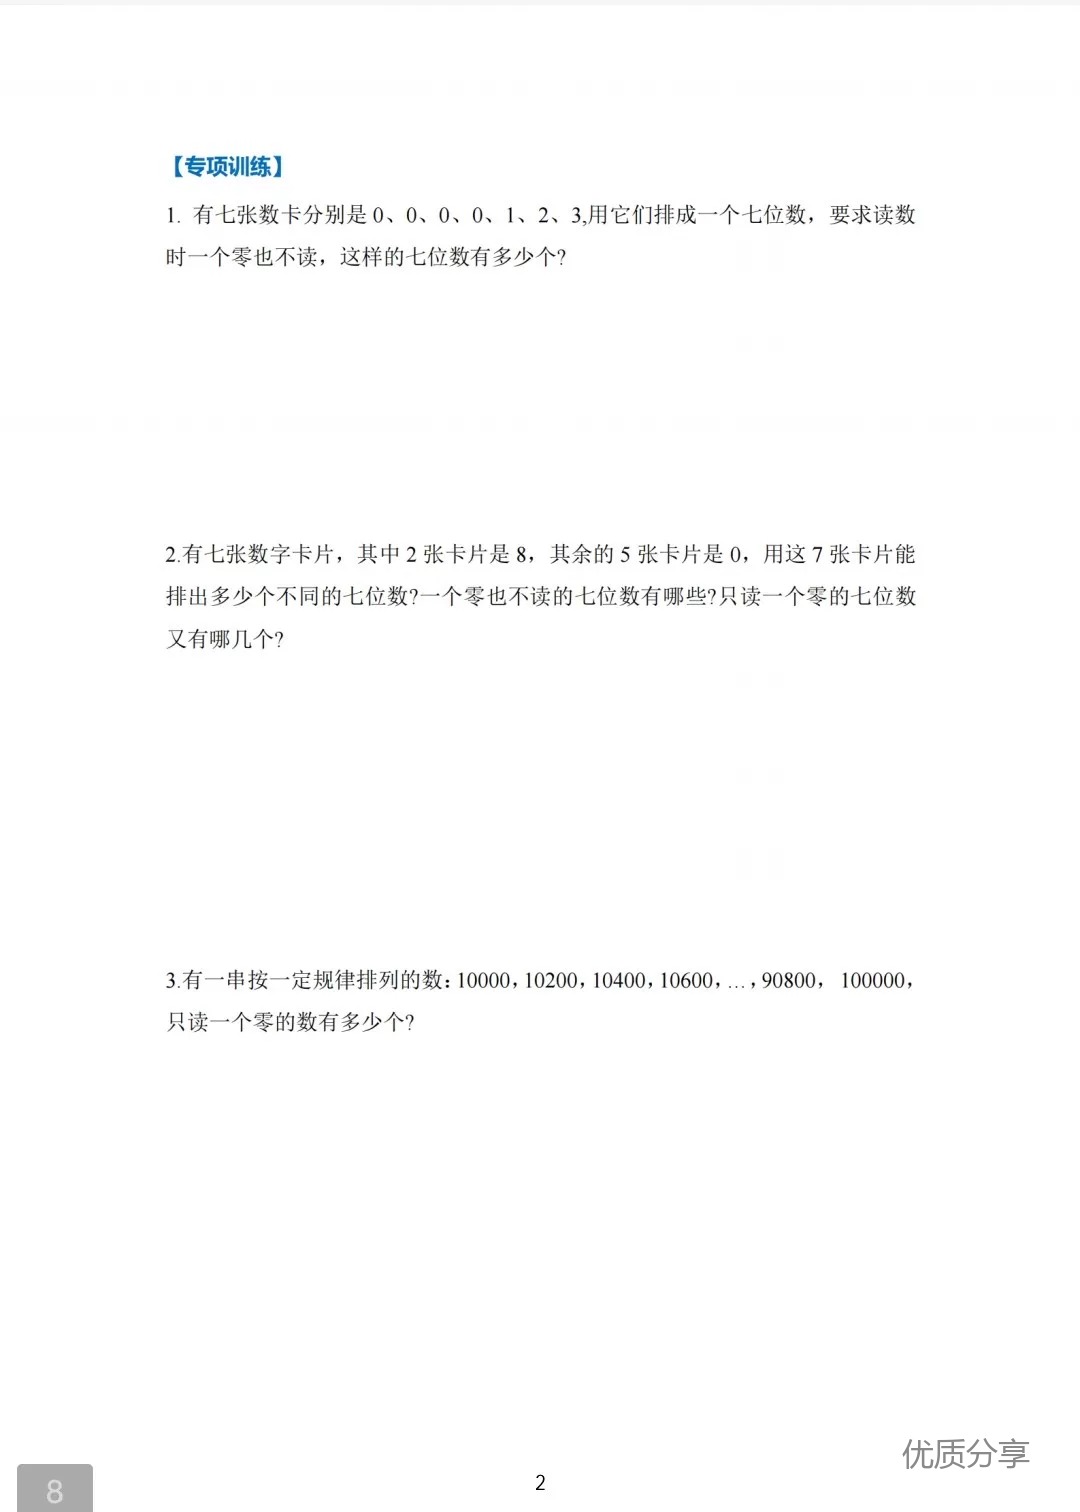 【专项训练】
1. 有七张数卡分别是 0、0、0、0、1、2、3,用它们排成一个七位数，要求读数
时一个零也不读，这样的七位数有多少个?
2.有七张数字卡片，其中 2 张卡片是 8，其余的 5 张卡片是 0，用这 7 张卡片能
排出多少个不同的七位数?一个零也不读的七位数有哪些?只读一个零的七位数
又有哪几个?
3.有一串按一定规律排列的数: 10000，10200，10400，10600，…，90800， 100000，
只读一个零的数有多少个?
优质分享
8
2